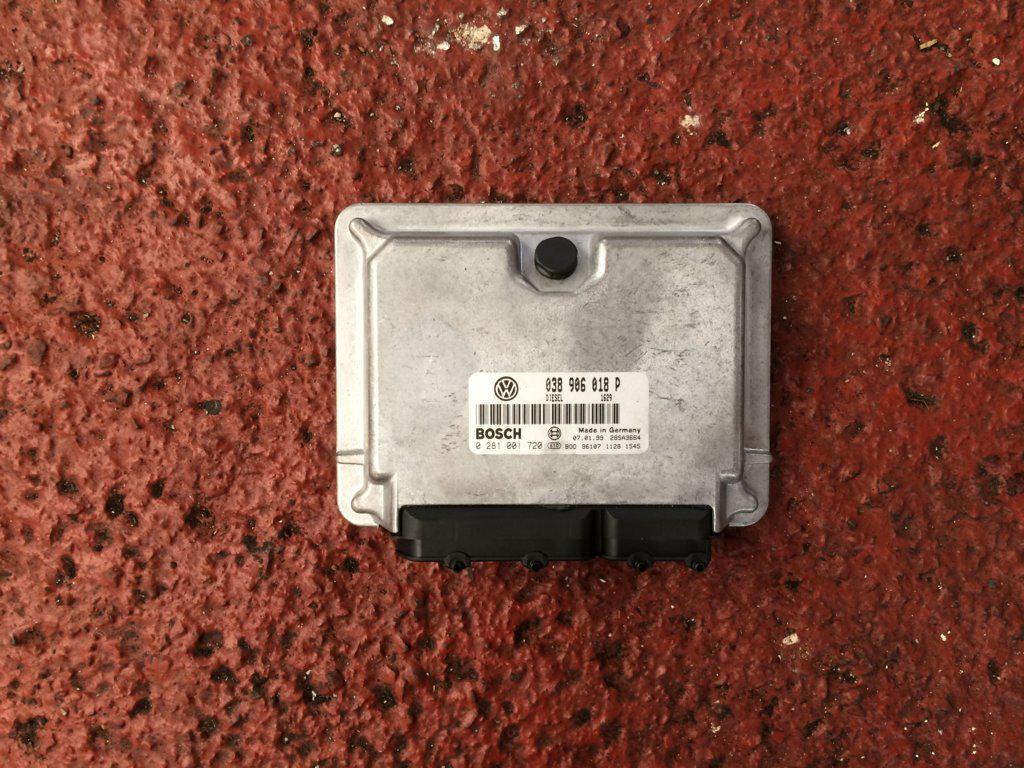 038 906 018 P
DIESEL 1629
BOSCH Made in Germany
07.01.99 28SA3664
0 281 001 720 BOO 96107 1128 1545